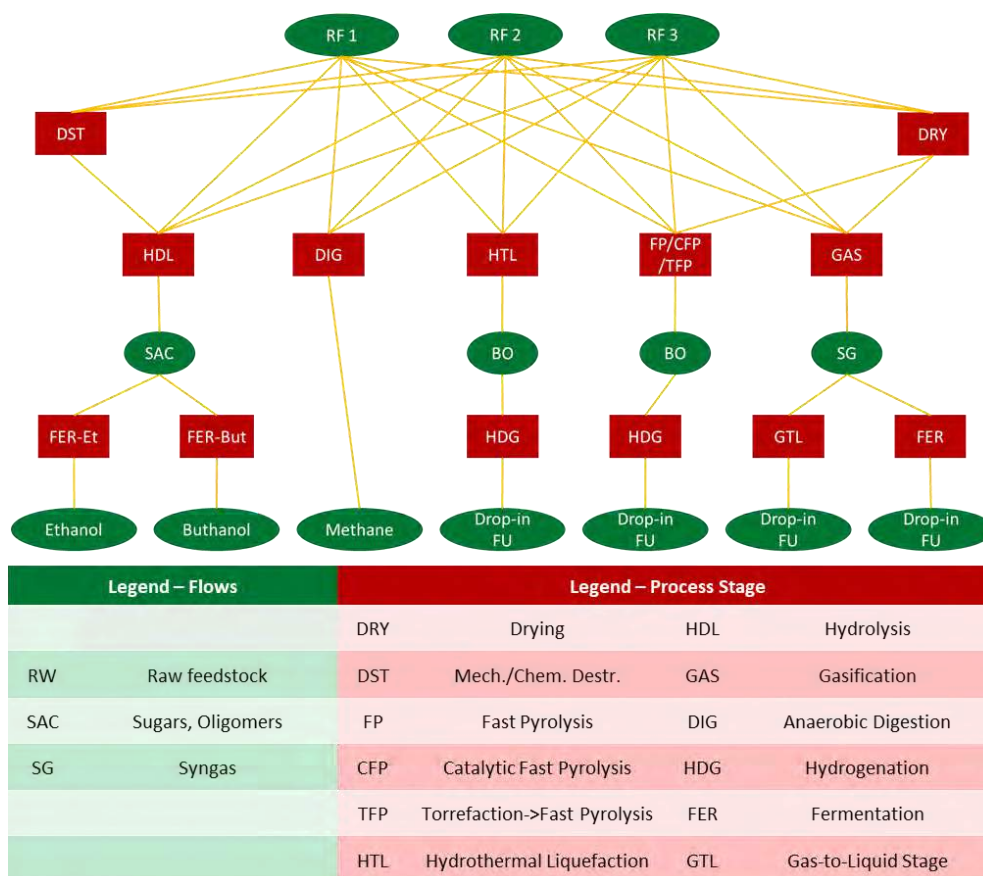 RF 1 RF 2 RF 3
DST DRY
HDL DIG HTL FP/CFP GAS
/TFP
SAC BO BO SG
FER-Et FER-But HDG HDG GTL FER
Ethanol Buthanol Methane Drop-in Drop-in Drop-in Drop-in
FU FU FU FU
Legend – Flows Legend – Process Stage
DRY Drying HDL Hydrolysis
RW Raw feedstock DST Mech./Chem. Destr. GAS Gasification
SAC Sugars, Oligomers FP Fast Pyrolysis DIG Anaerobic Digestion
SG Syngas CFP Catalytic Fast Pyrolysis HDG Hydrogenation
TFP Torrefaction->Fast Pyrolysis FER Fermentation
HTL Hydrothermal Liquefaction GTL Gas-to-Liquid Stage